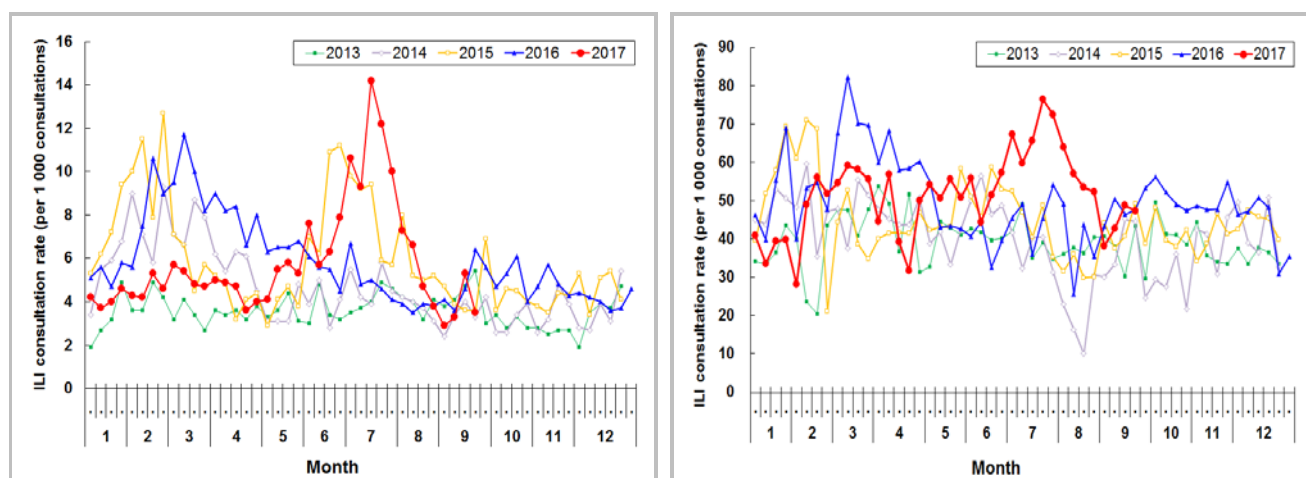 ILI consultation rate (per 1 000 consultations)
16
14
12
10
8
6
4
2
0
2013 2014 2015 2016 2017
1 2 3 4 5 6 7 8 9 10 11 12
Month
ILI consultation rate (per 1 000 consultations)
90
80
70
60
50
40
30
20
10
0
2013 2014 2015 2016 2017
1 2 3 4 5 6 7 8 9 10 11 12
Month